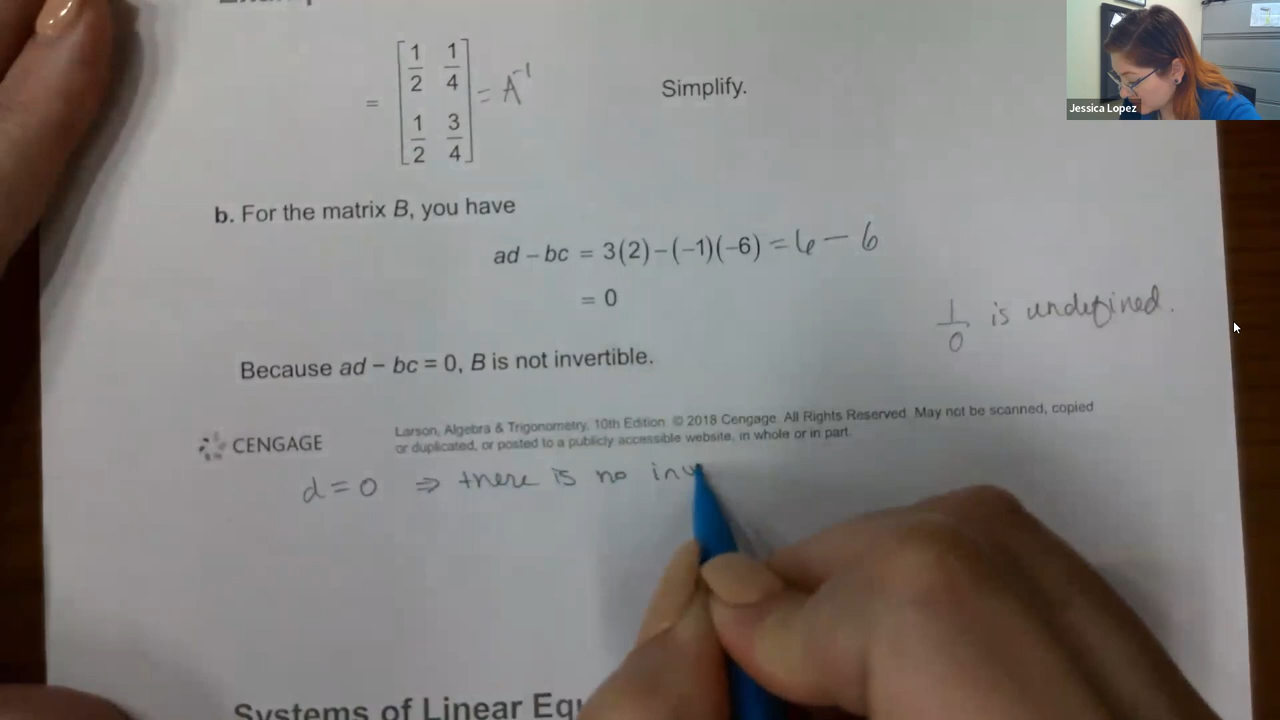 = [1/2 1/4
1/2 3/4] = A⁻¹ Simplify.
Jessica Lopez
b. For the matrix B, you have
ad − bc = 3(2)−(−1)(−6) = 6 − 6
= 0
1/0 is undefined.
Because ad − bc = 0, B is not invertible.
CENGAGE
Larson, Algebra & Trigonometry, 10th Edition. © 2018 Cengage. All Rights Reserved. May not be scanned, copied
or duplicated, or posted to a publicly accessible website, in whole or in part.
d = 0 ⇒ there is no inv
Systems of Linear Equ